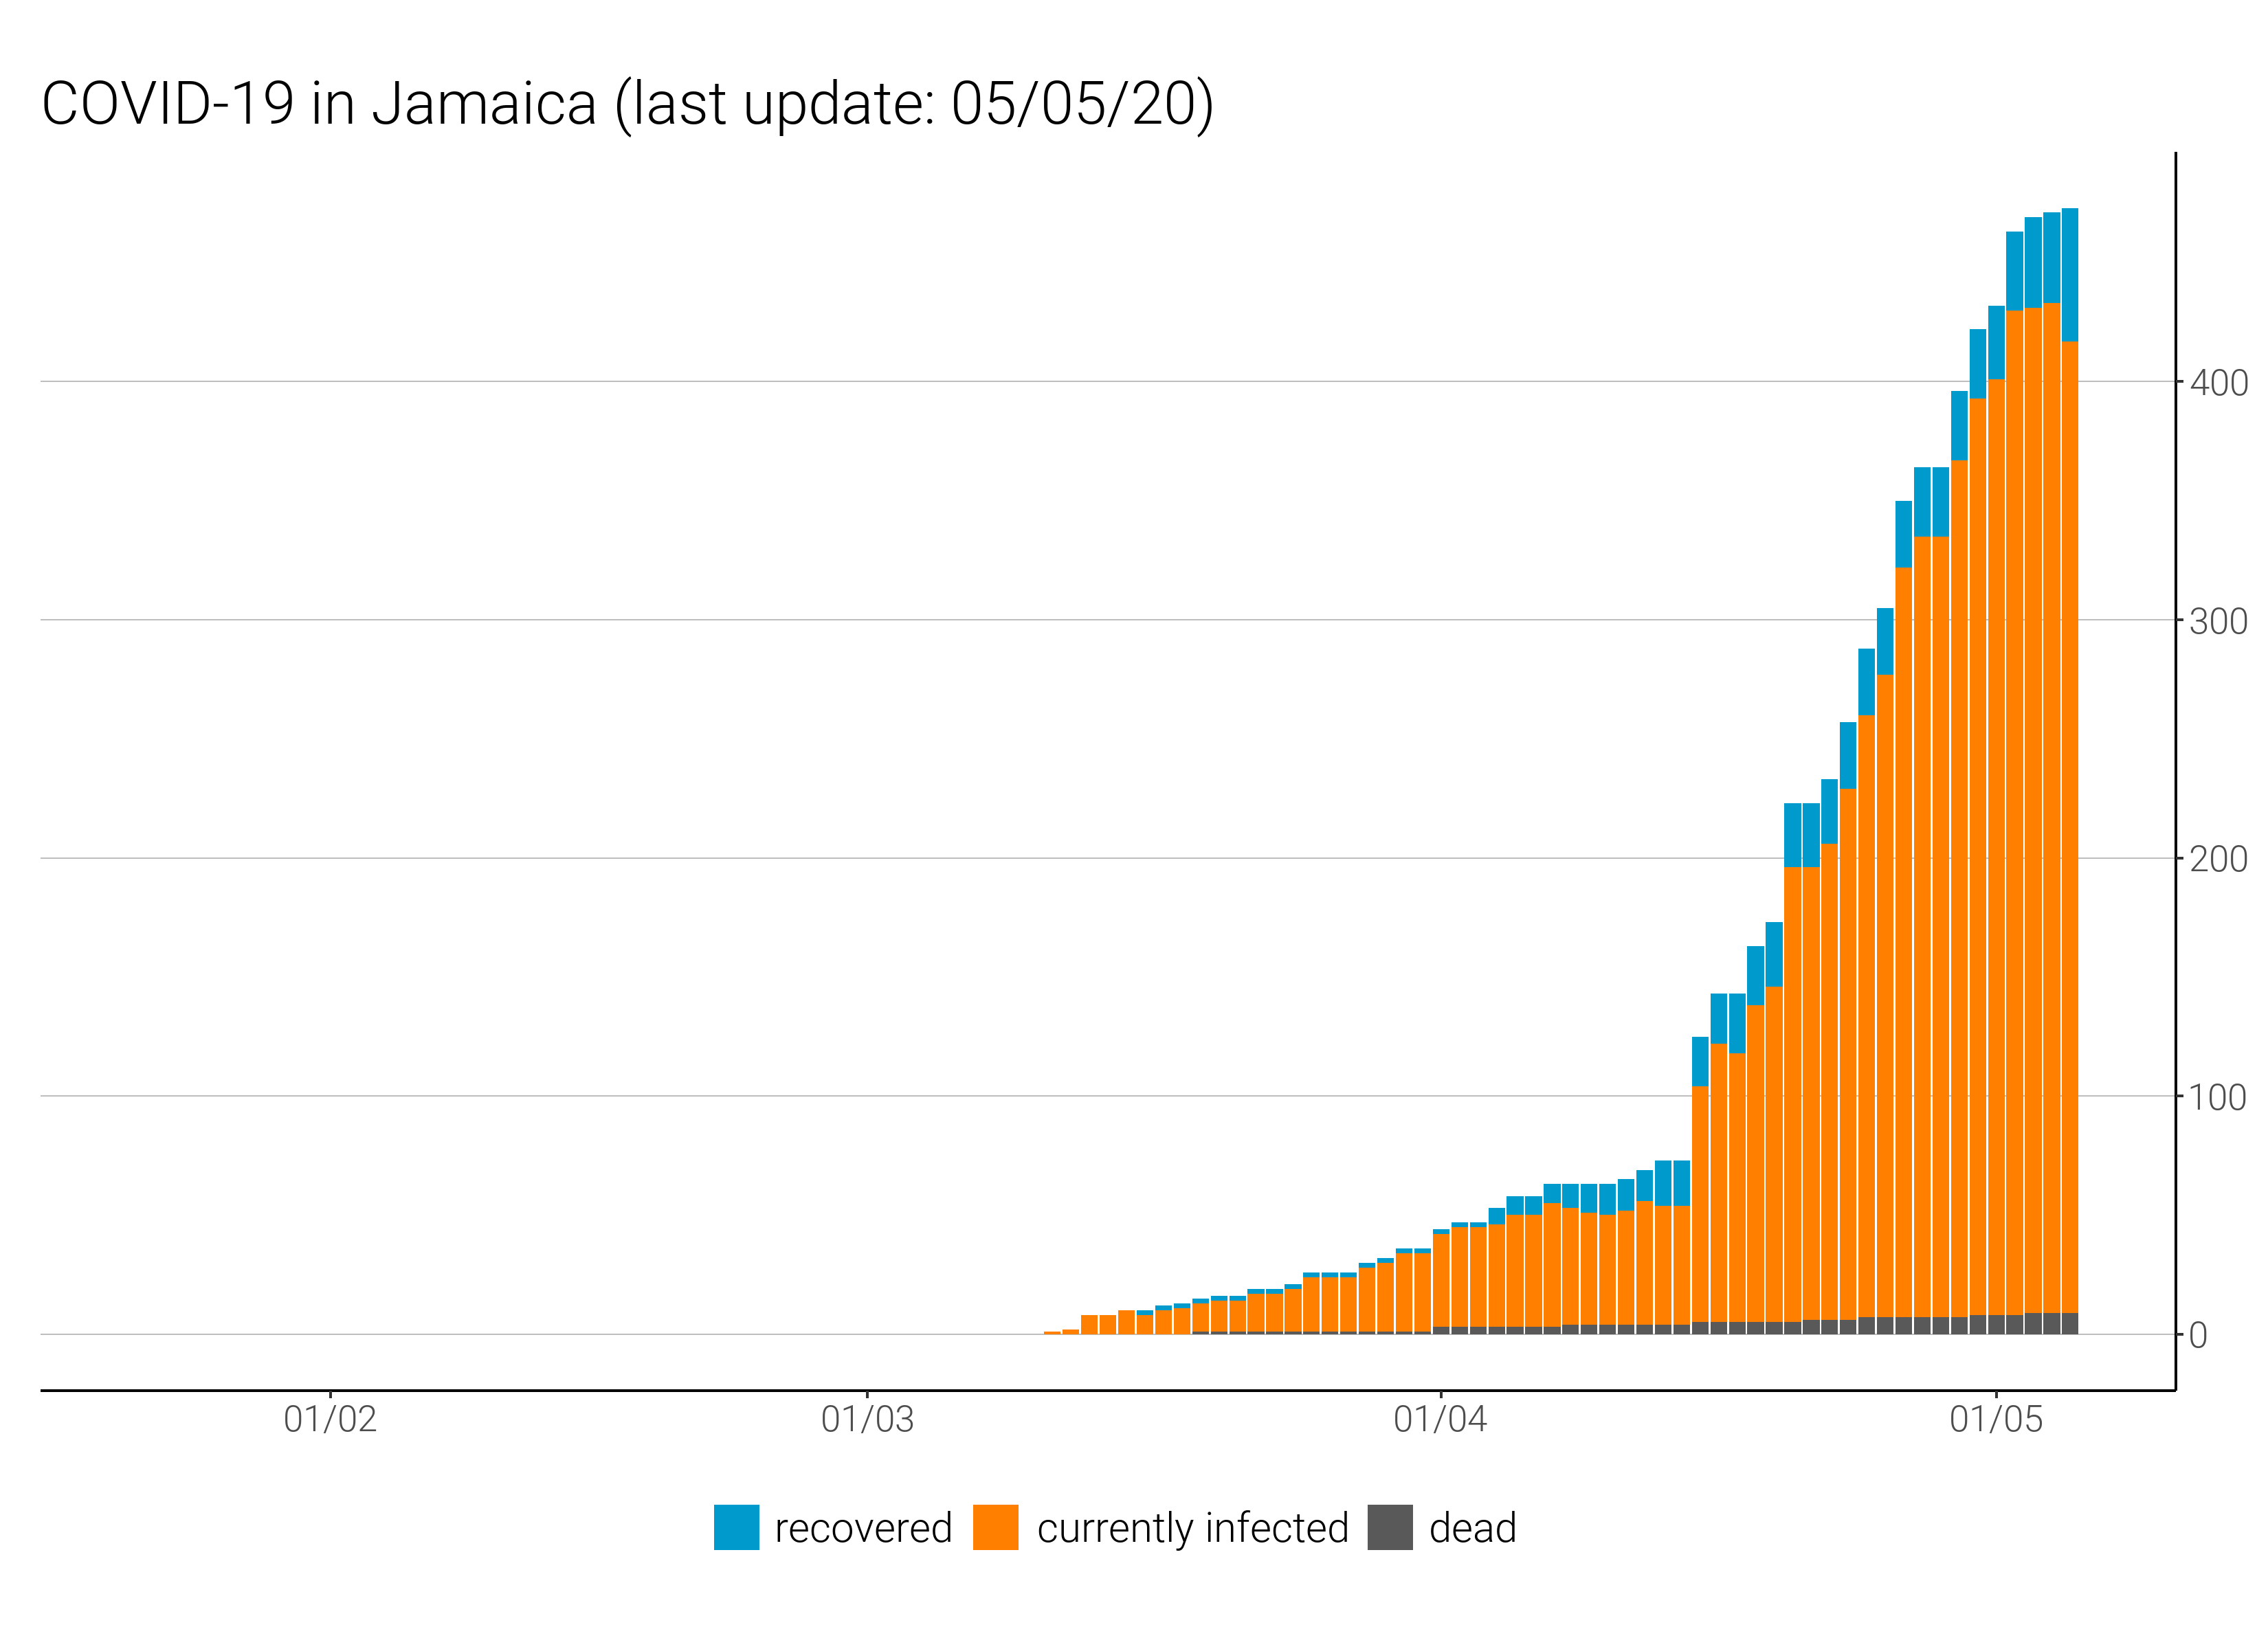 COVID-19 in Jamaica (last update: 05/05/20)
400
300
200
100
0
01/02 01/03 01/04 01/05
recovered currently infected dead